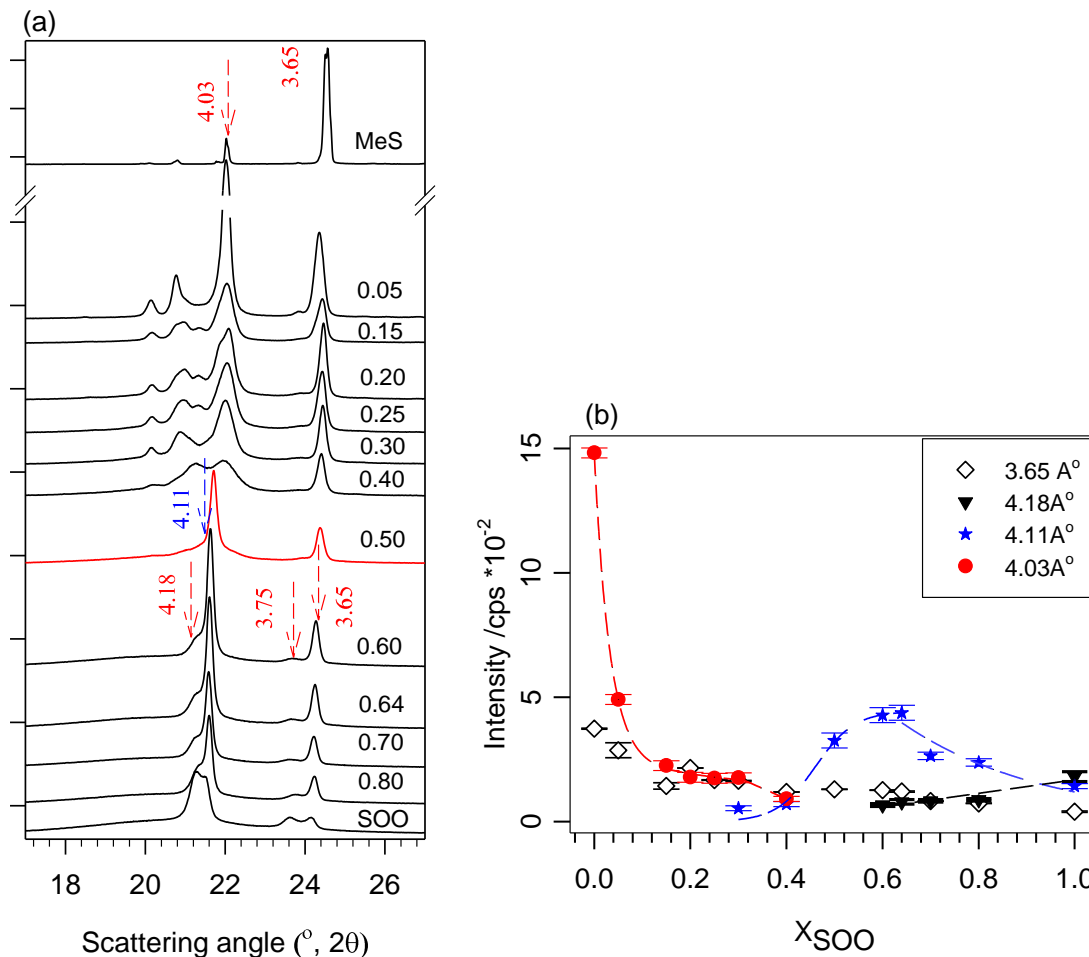 (a)
4.03
3.65
MeS
0.05
0.15
0.20
0.25
0.30
0.40
4.11
0.50
4.18
3.75
3.65
0.60
0.64
0.70
0.80
SOO
18 20 22 24 26
Scattering angle (°, 2θ)
(b)
Intensity /cps *10⁻²
15
10
5
0
3.65 A°
4.18A°
4.11A°
4.03A°
0.0 0.2 0.4 0.6 0.8 1.0
X_SOO